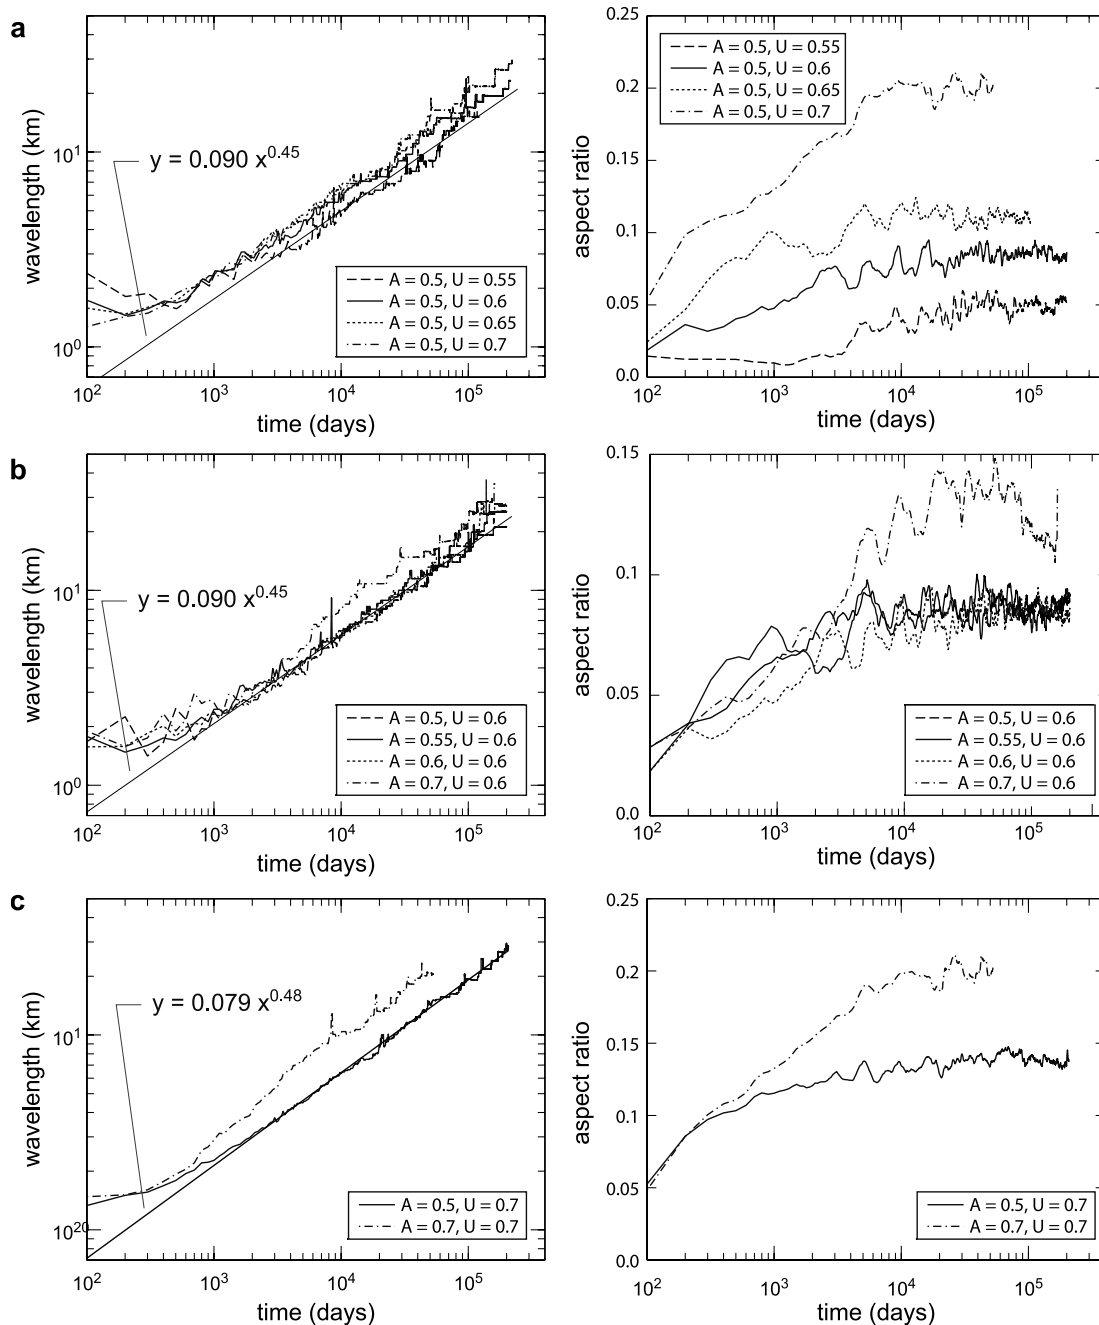 a
wavelength (km)
10^1
10^0
y = 0.090 x^0.45
A = 0.5, U = 0.55
A = 0.5, U = 0.6
A = 0.5, U = 0.65
A = 0.5, U = 0.7
10^2 10^3 10^4 10^5
time (days)
aspect ratio
0.25
0.2
0.15
0.1
0.05
0.0
A = 0.5, U = 0.55
A = 0.5, U = 0.6
A = 0.5, U = 0.65
A = 0.5, U = 0.7
10^2 10^3 10^4 10^5
time (days)
b
wavelength (km)
10^1
10^0
y = 0.090 x^0.45
A = 0.5, U = 0.6
A = 0.55, U = 0.6
A = 0.6, U = 0.6
A = 0.7, U = 0.6
10^2 10^3 10^4 10^5
time (days)
aspect ratio
0.15
0.1
0.05
0.0
A = 0.5, U = 0.6
A = 0.55, U = 0.6
A = 0.6, U = 0.6
A = 0.7, U = 0.6
10^2 10^3 10^4 10^5
time (days)
c
wavelength (km)
10^1
10^20
y = 0.079 x^0.48
A = 0.5, U = 0.7
A = 0.7, U = 0.7
10^2 10^3 10^4 10^5
time (days)
aspect ratio
0.25
0.2
0.15
0.1
0.05
0.0
A = 0.5, U = 0.7
A = 0.7, U = 0.7
10^2 10^3 10^4 10^5
time (days)